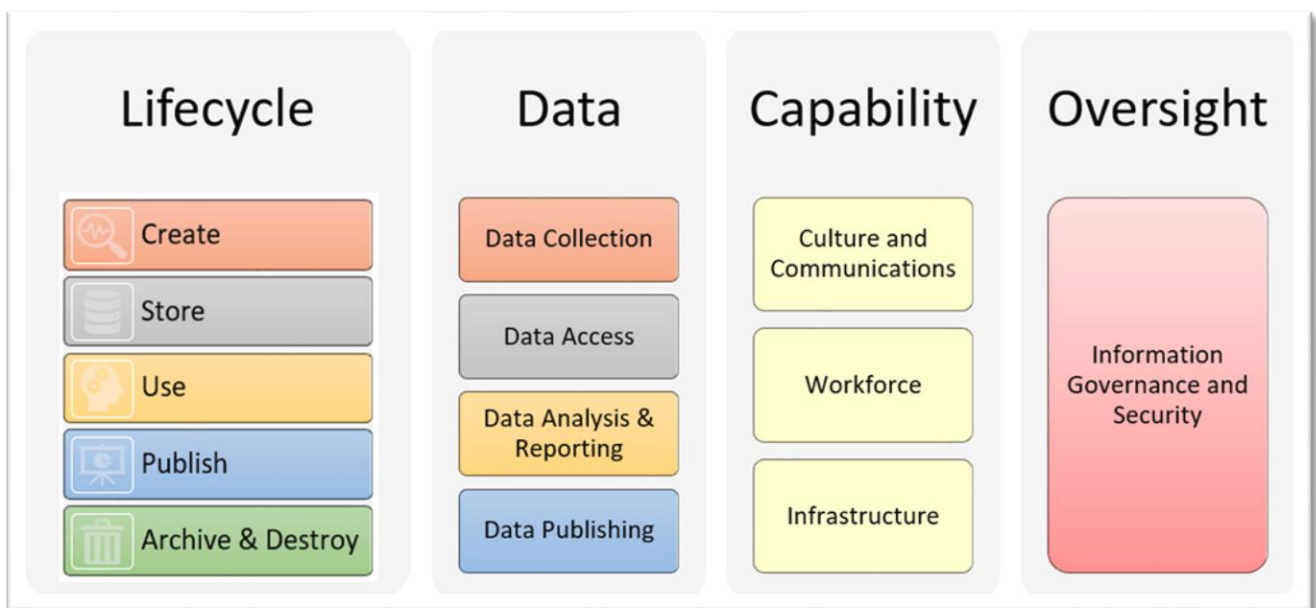 Lifecycle
Create
Store
Use
Publish
Archive & Destroy
Data
Data Collection
Data Access
Data Analysis &
Reporting
Data Publishing
Capability
Culture and
Communications
Workforce
Infrastructure
Oversight
Information
Governance and
Security